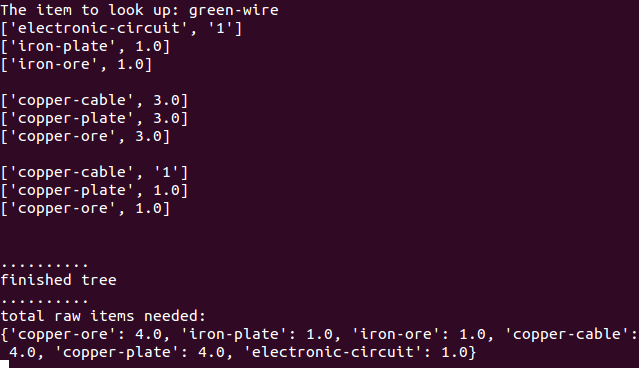 The item to look up: green-wire
['electronic-circuit', '1']
['iron-plate', 1.0]
['iron-ore', 1.0]
['copper-cable', 3.0]
['copper-plate', 3.0]
['copper-ore', 3.0]
['copper-cable', '1']
['copper-plate', 1.0]
['copper-ore', 1.0]
..........
finished tree
..........
total raw items needed:
{'copper-ore': 4.0, 'iron-plate': 1.0, 'iron-ore': 1.0, 'copper-cable':
 4.0, 'copper-plate': 4.0, 'electronic-circuit': 1.0}